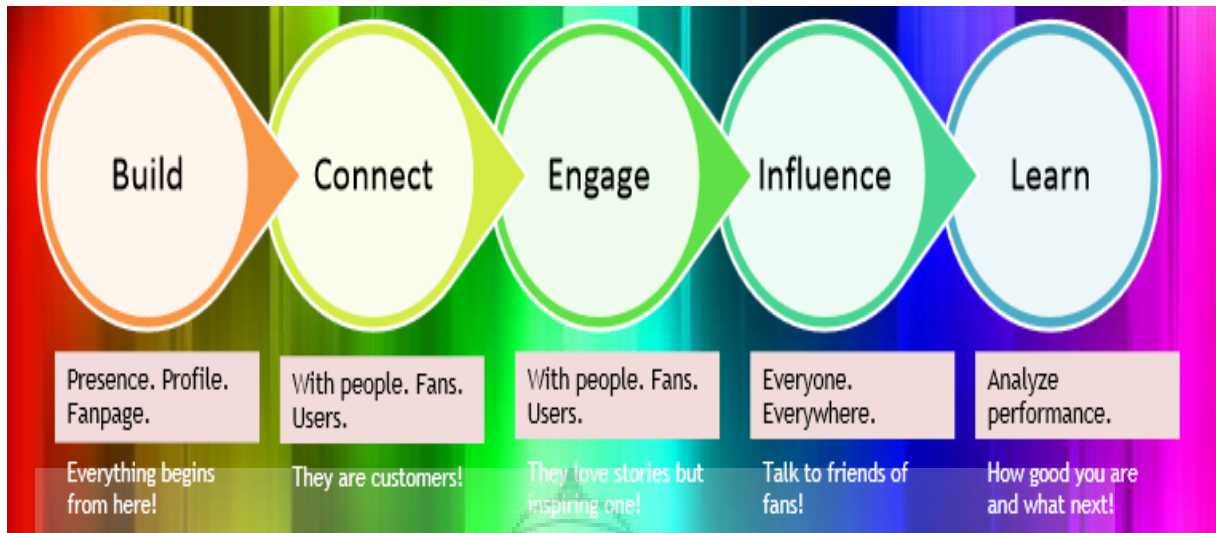 Build
Connect
Engage
Influence
Learn
Presence. Profile.
Fanpage.
With people. Fans.
Users.
With people. Fans.
Users.
Everyone.
Everywhere.
Analyze
performance.
Everything begins
from here!
They are customers!
They love stories but
inspiring one!
Talk to friends of
fans!
How good you are
and what next!